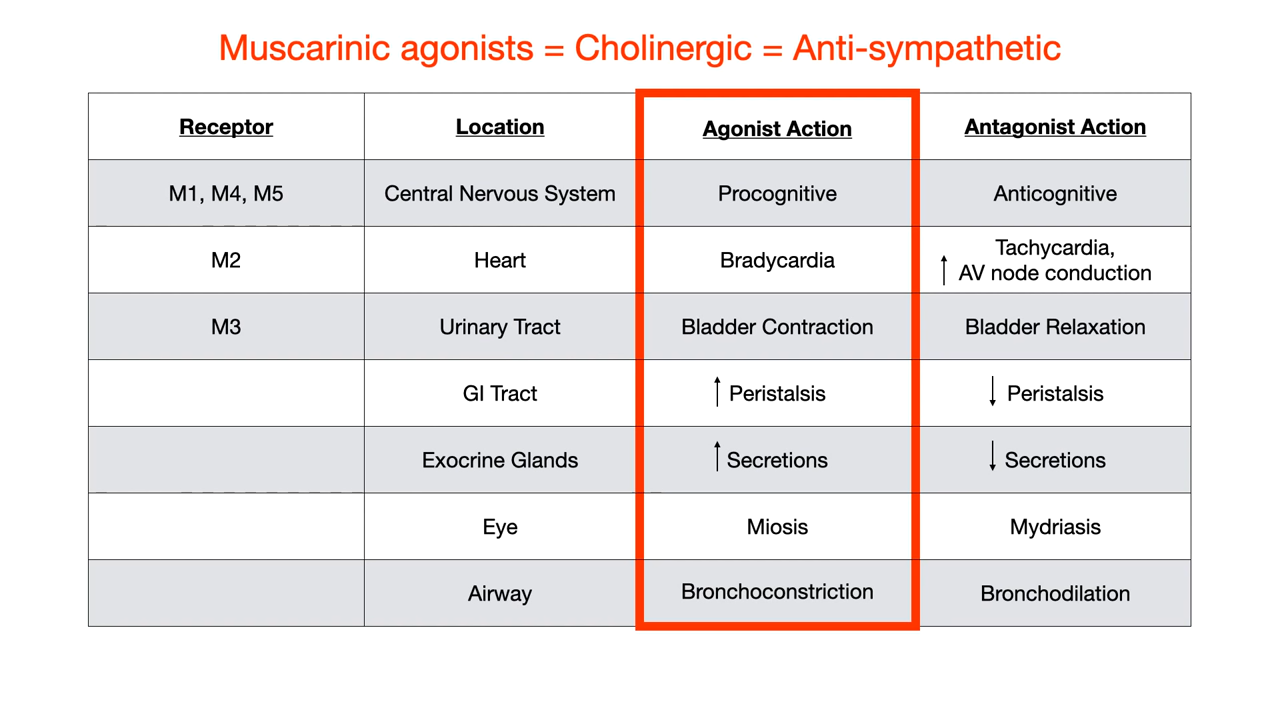 Muscarinic agonists = Cholinergic = Anti-sympathetic
Receptor Location Agonist Action Antagonist Action
M1, M4, M5 Central Nervous System Procognitive Anticognitive
M2 Heart Bradycardia ↑ Tachycardia,
AV node conduction
M3 Urinary Tract Bladder Contraction Bladder Relaxation
GI Tract ↑ Peristalsis ↓ Peristalsis
Exocrine Glands ↑ Secretions ↓ Secretions
Eye Miosis Mydriasis
Airway Bronchoconstriction Bronchodilation